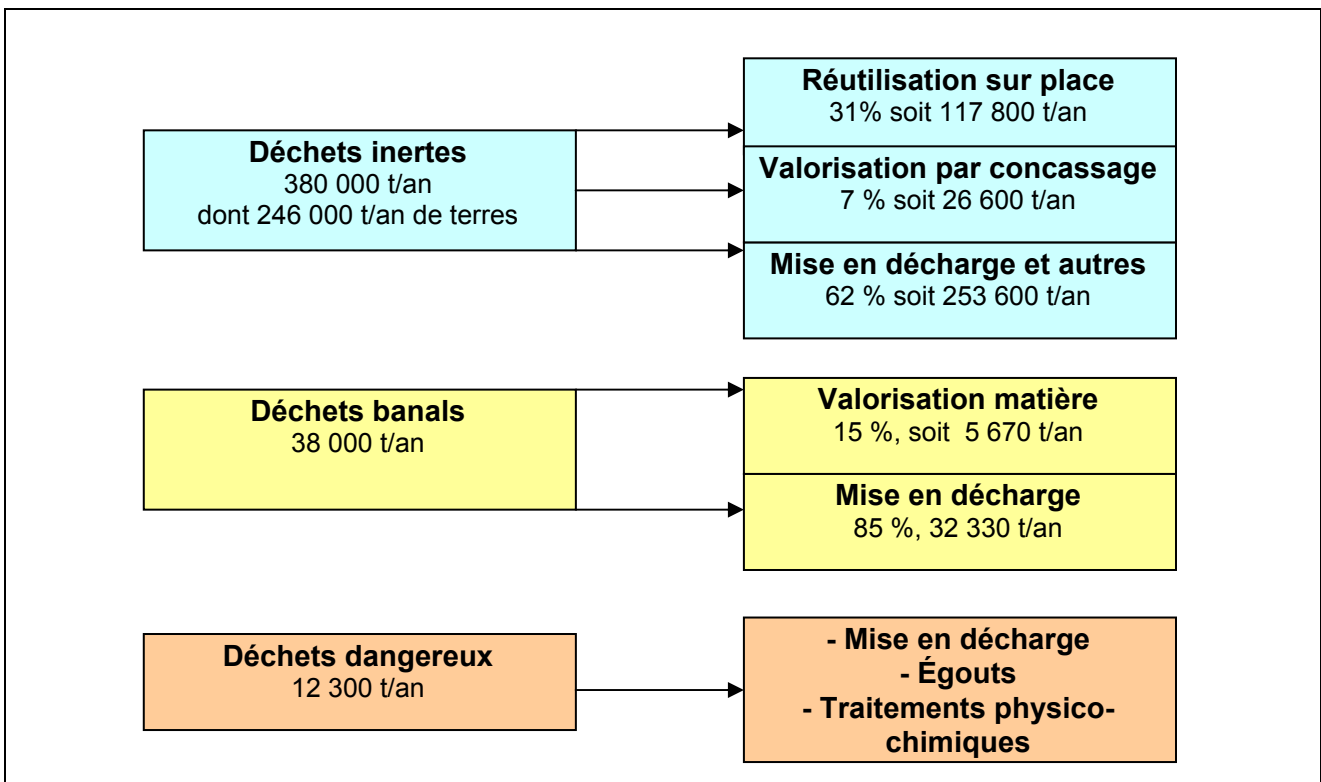 Déchets inertes
380 000 t/an
dont 246 000 t/an de terres
Réutilisation sur place
31% soit 117 800 t/an
Valorisation par concassage
7 % soit 26 600 t/an
Mise en décharge et autres
62 % soit 253 600 t/an
Déchets banals
38 000 t/an
Valorisation matière
15 %, soit 5 670 t/an
Mise en décharge
85 %, 32 330 t/an
Déchets dangereux
12 300 t/an
- Mise en décharge
- Égouts
- Traitements physico-
chimiques